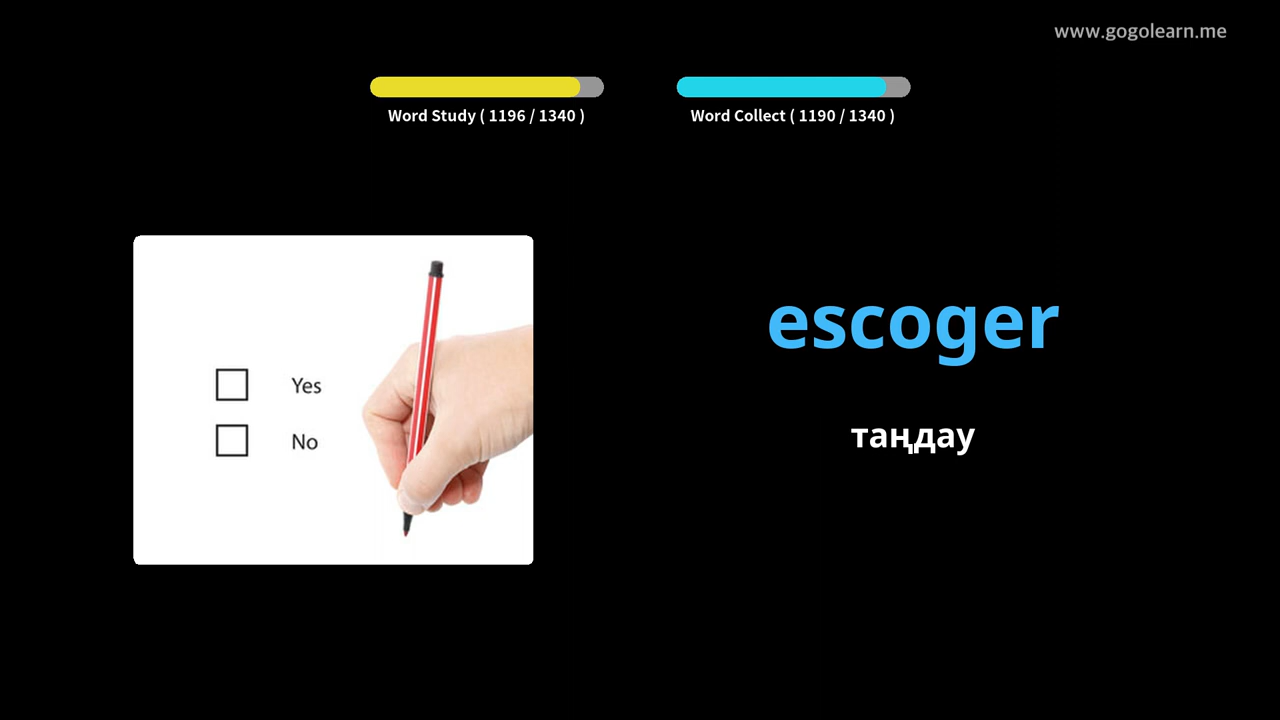 www.gogolearn.me
Word Study ( 1196 / 1340 )
Word Collect ( 1190 / 1340 )
Yes
No
escoger
таңдау